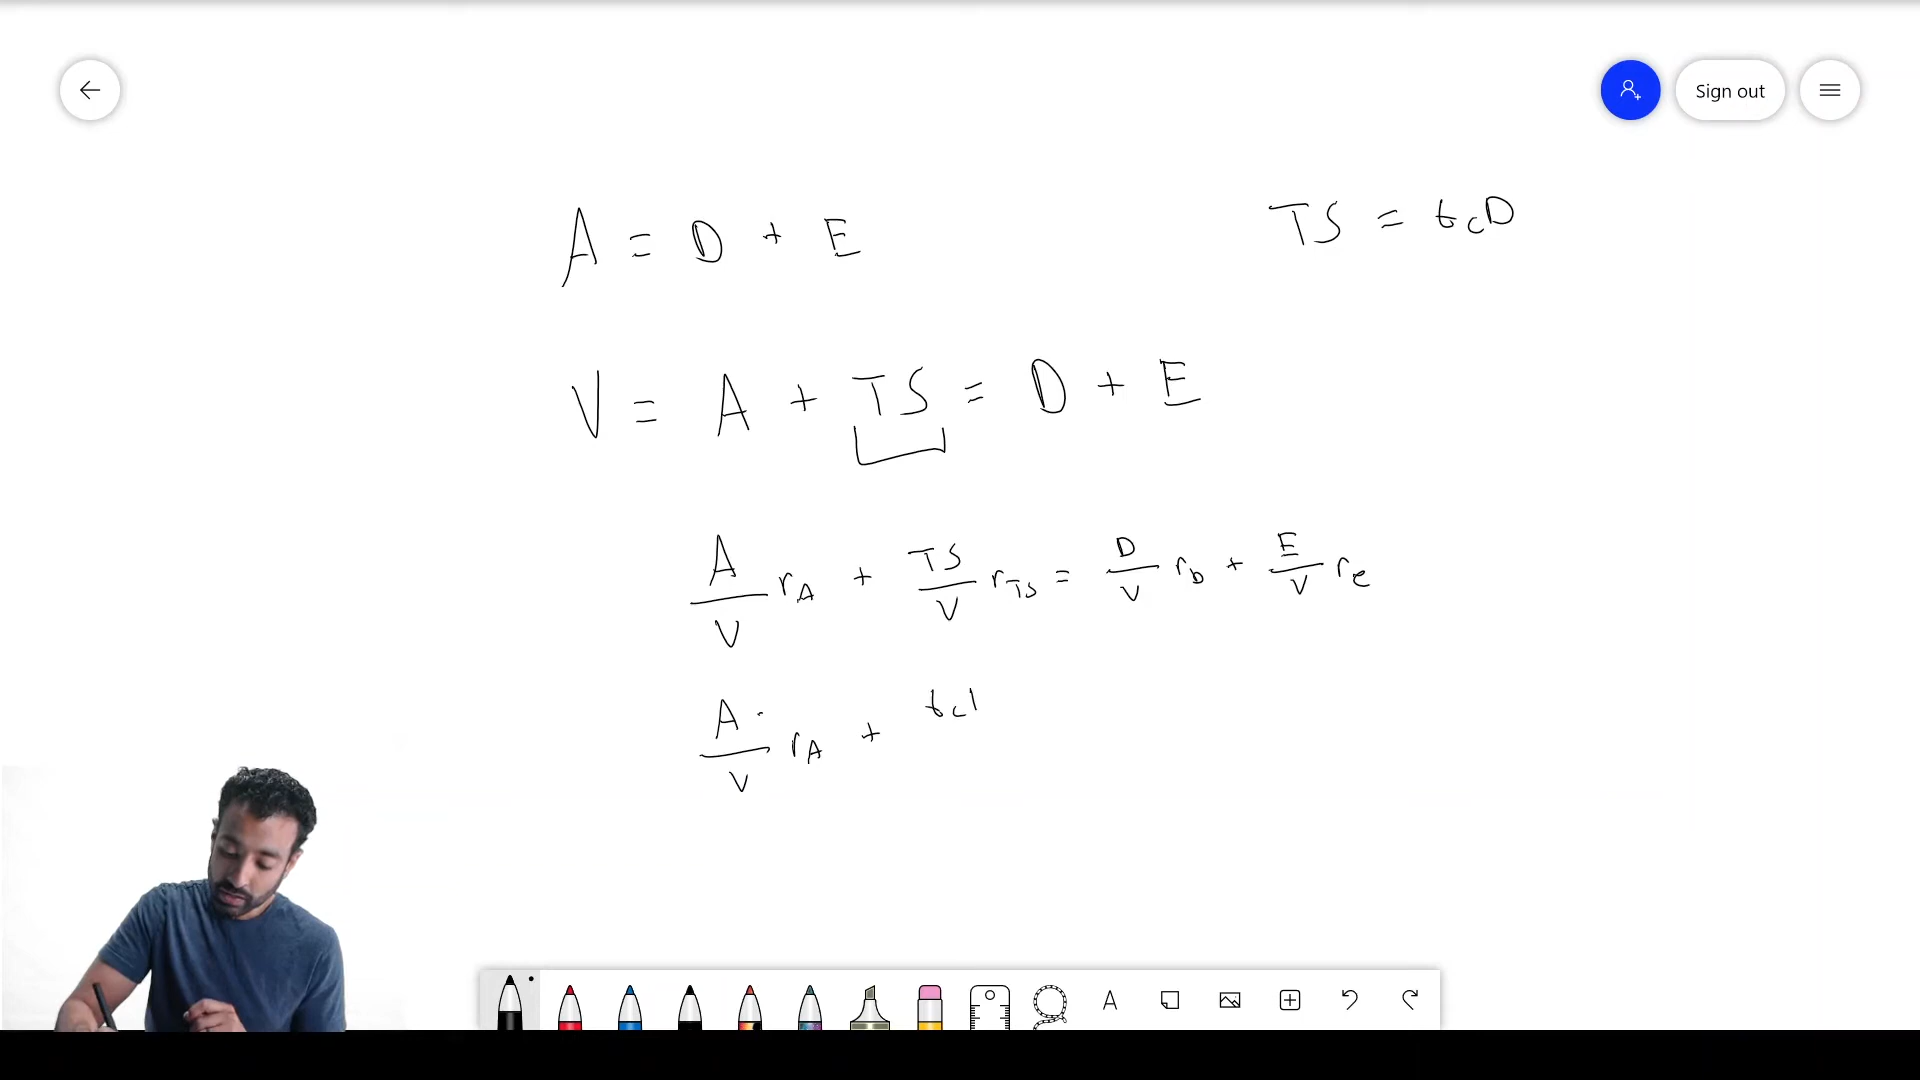 Sign out
A = D + E
TS = t_c D
V = A + TS = D + E
A/V r_A + TS/V r_TS = D/V r_D + E/V r_e
A/V r_A + t_c
A